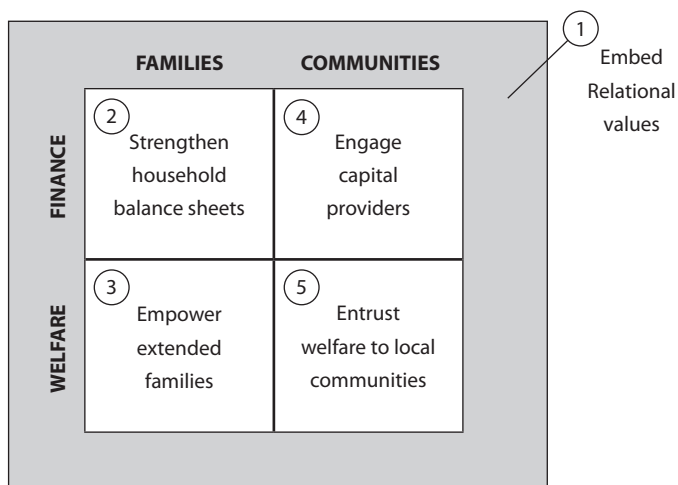 1
Embed
Relational
values
FAMILIES
COMMUNITIES
FINANCE
WELFARE
2
Strengthen
household
balance sheets
4
Engage
capital
providers
3
Empower
extended
families
5
Entrust
welfare to local
communities